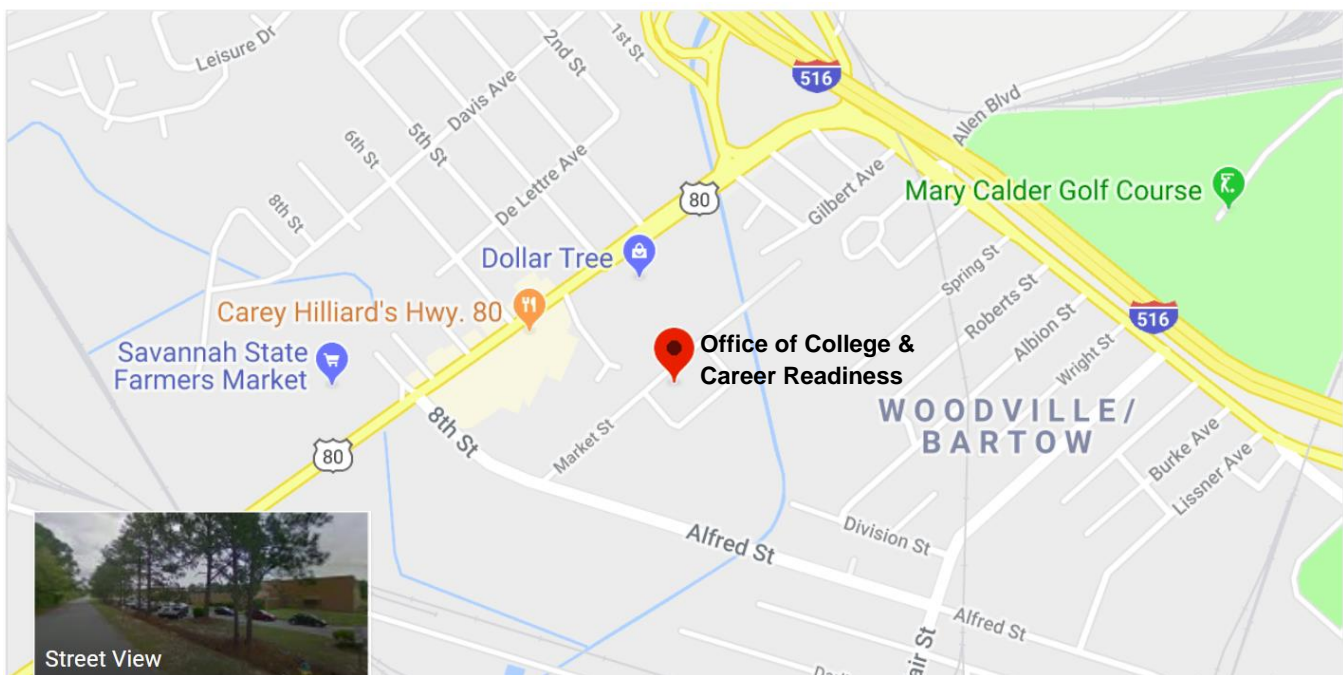 Leisure Dr
2nd St
1st St
516
Davis Ave
5th St
6th St
De Lettre Ave
8th St
80
Allen Blvd
Gilbert Ave
Mary Calder Golf Course
Dollar Tree
Carey Hilliard's Hwy. 80
Savannah State
Farmers Market
Office of College &
Career Readiness
Spring St
Roberts St
Albion St
Wright St
516
WOODVILLE/
BARTOW
8th St
Market St
80
Burke Ave
Lissner Ave
Division St
Alfred St
Alfred St
air St
Street View